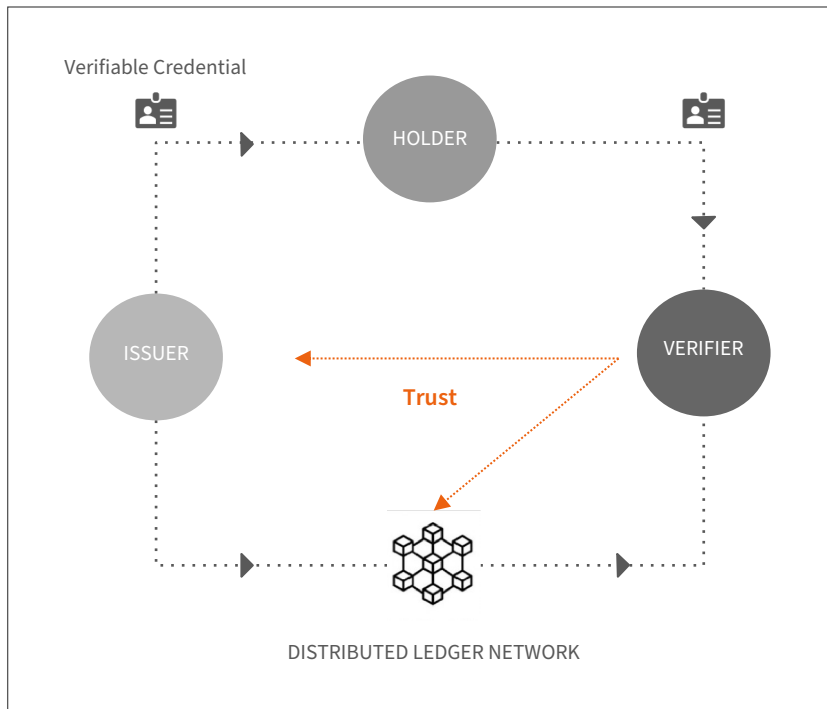 Verifiable Credential
HOLDER
ISSUER
VERIFIER
Trust
DISTRIBUTED LEDGER NETWORK